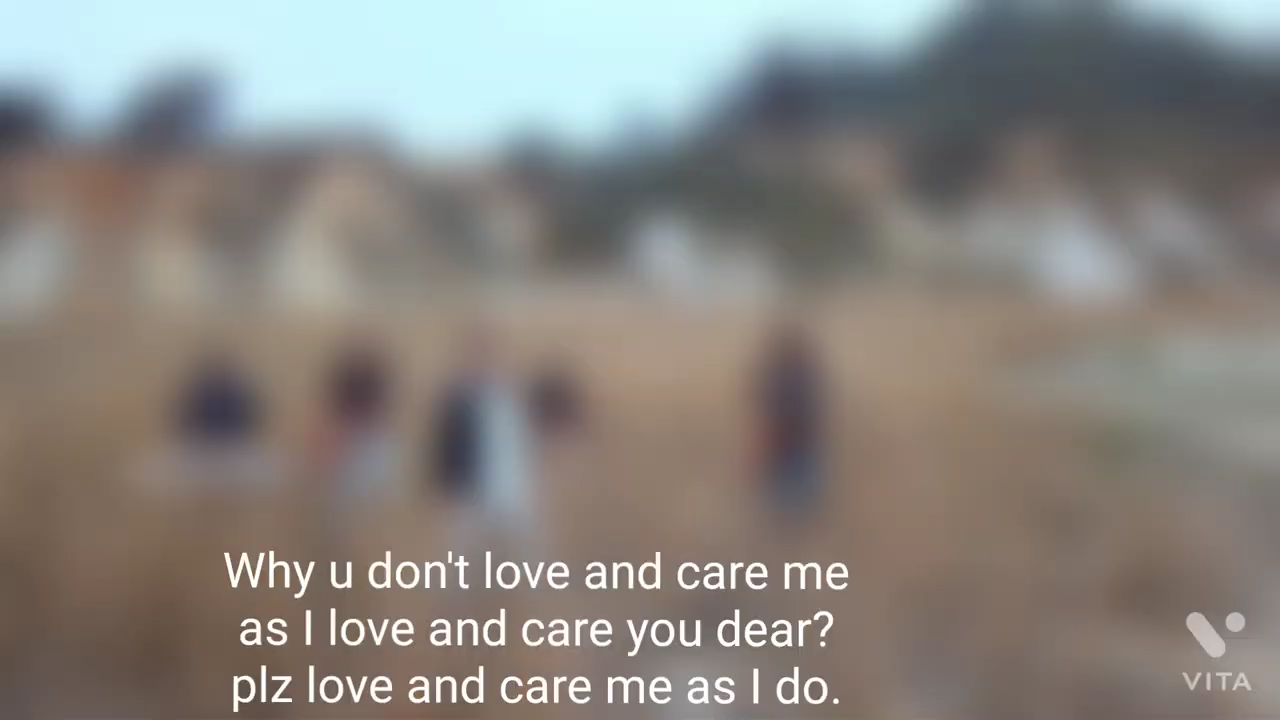 Why u don't love and care me
as I love and care you dear?
plz love and care me as I do.
VITA